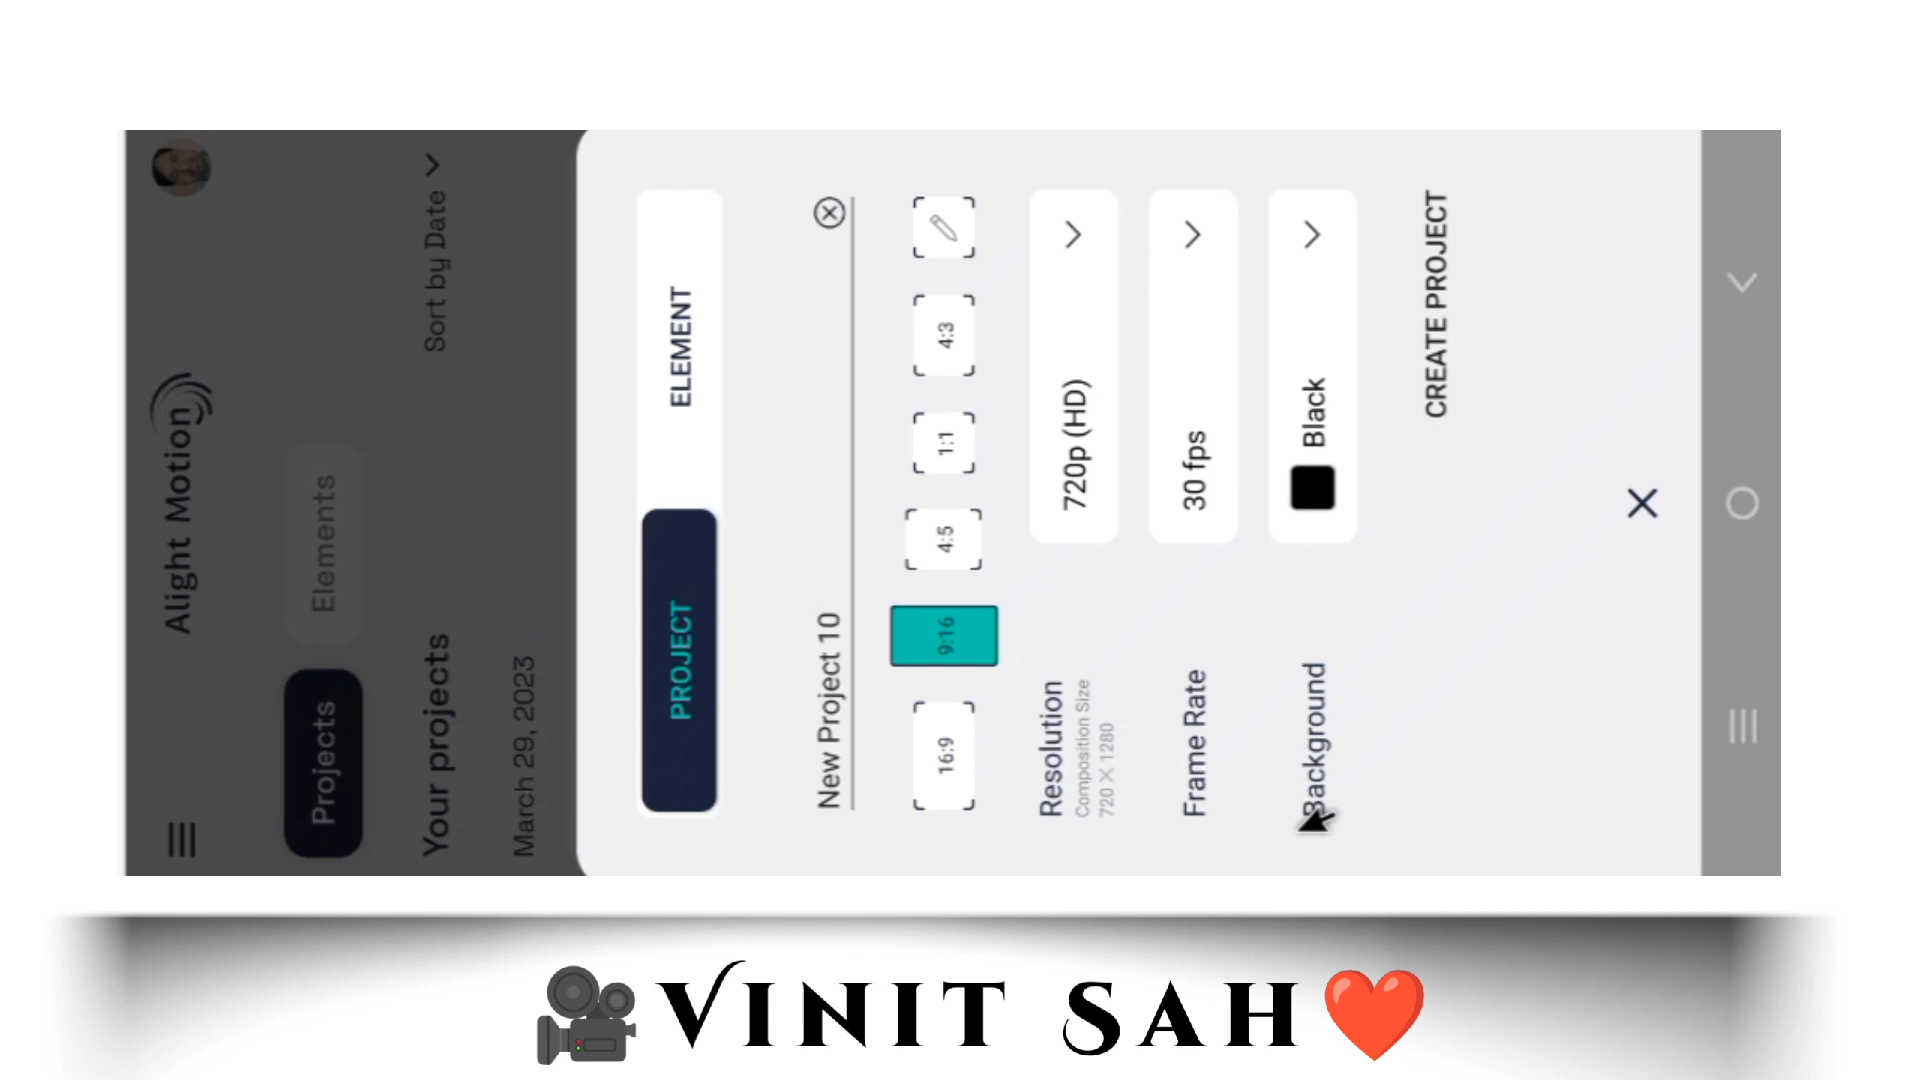 Alight Motion
Projects
Elements
Your projects
Sort by Date
March 29, 2023
PROJECT
ELEMENT
New Project 10
16:9
9:16
4:5
1:1
4:3
Resolution
Composition Size
720 X 1280
720p (HD)
Frame Rate
30 fps
Background
Black
CREATE PROJECT
VINIT SAH